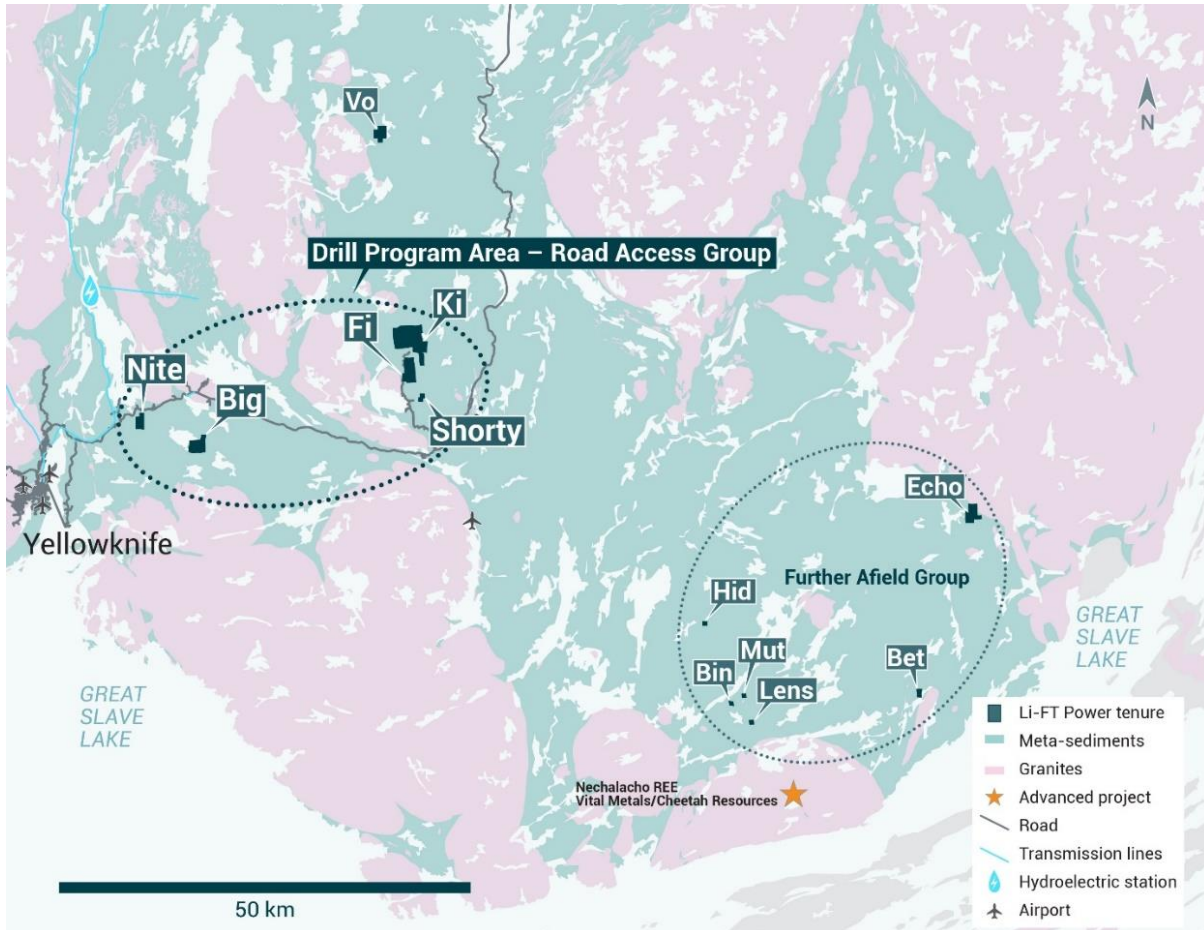 Vo
N
Drill Program Area – Road Access Group
Ki
Fi
Nite
Big
Shorty
Yellowknife
Echo
Further Afield Group
Hid
Mut
Bin
Lens
Bet
GREAT
SLAVE
LAKE
GREAT
SLAVE
LAKE
Nechalacho REE
Vital Metals/Cheetah Resources
Li-FT Power tenure
Meta-sediments
Granites
Advanced project
Road
Transmission lines
Hydroelectric station
Airport
50 km